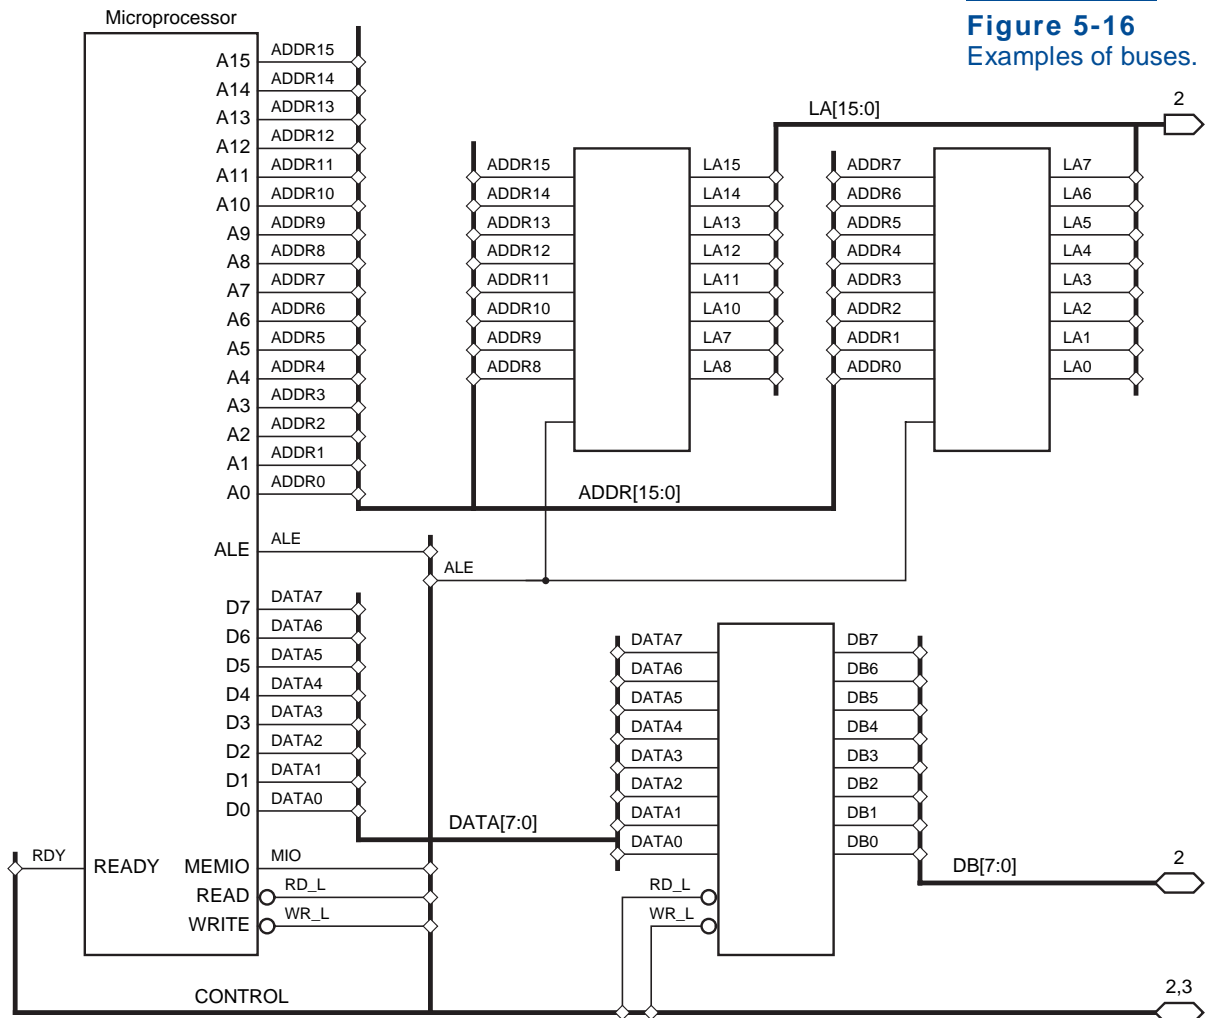 Microprocessor
Figure 5-16
Examples of buses.
A15 ADDR15
A14 ADDR14
A13 ADDR13
A12 ADDR12
A11 ADDR11
A10 ADDR10
A9 ADDR9
A8 ADDR8
A7 ADDR7
A6 ADDR6
A5 ADDR5
A4 ADDR4
A3 ADDR3
A2 ADDR2
A1 ADDR1
A0 ADDR0
ALE ALE
D7 DATA7
D6 DATA6
D5 DATA5
D4 DATA4
D3 DATA3
D2 DATA2
D1 DATA1
D0 DATA0
RDY READY MEMIO MIO
READ RD_L
WRITE WR_L
LA[15:0]
2
ADDR15 LA15
ADDR14 LA14
ADDR13 LA13
ADDR12 LA12
ADDR11 LA11
ADDR10 LA10
ADDR9 LA7
ADDR8 LA8
ADDR7 LA7
ADDR6 LA6
ADDR5 LA5
ADDR4 LA4
ADDR3 LA3
ADDR2 LA2
ADDR1 LA1
ADDR0 LA0
ADDR[15:0]
ALE
DATA7 DB7
DATA6 DB6
DATA5 DB5
DATA4 DB4
DATA3 DB3
DATA2 DB2
DATA1 DB1
DATA0 DB0
DATA[7:0]
RD_L
WR_L
DB[7:0]
2
CONTROL
2,3